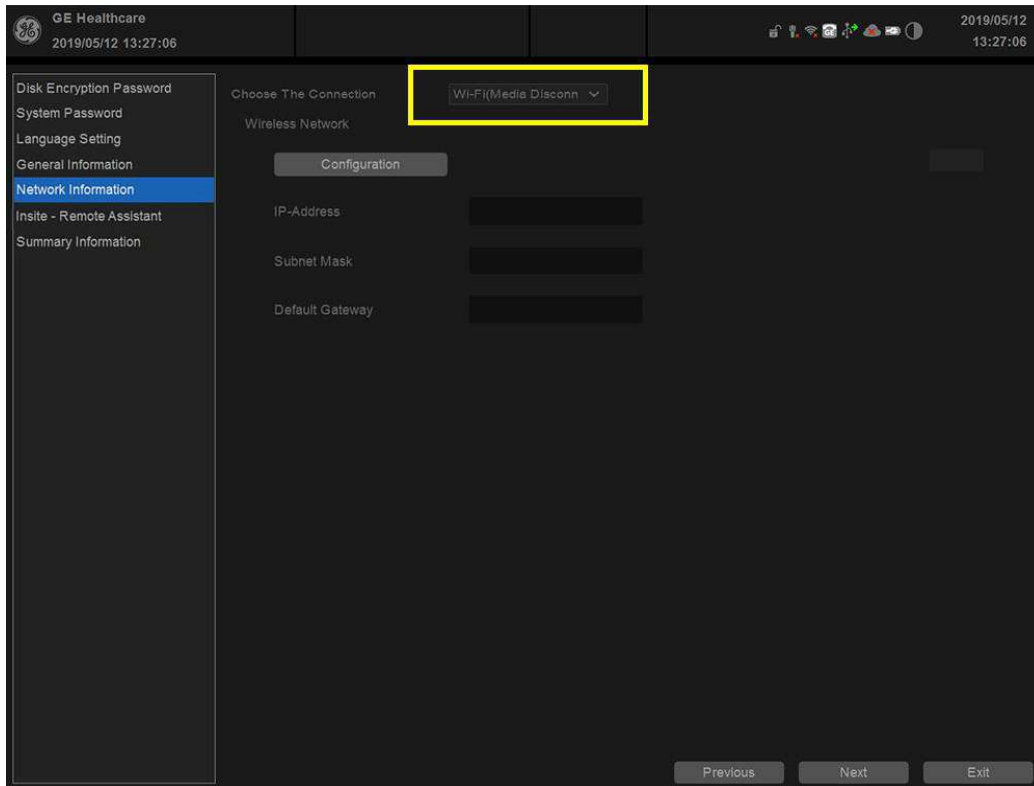 GE Healthcare
2019/05/12 13:27:06
2019/05/12
13:27:06
Disk Encryption Password
System Password
Language Setting
General Information
Network Information
Insite - Remote Assistant
Summary Information
Choose The Connection
Wi-Fi(Media Disconn
Wireless Network
Configuration
IP-Address
Subnet Mask
Default Gateway
Previous
Next
Exit